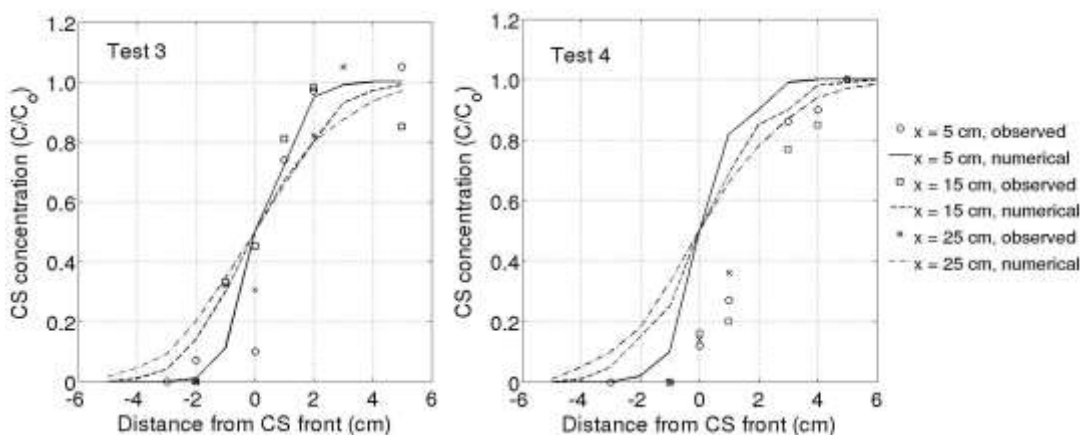 1.2
1.0
0.8
0.6
0.4
0.2
0
-6 -4 -2 0 2 4 6
CS concentration (C/Co)
Distance from CS front (cm)
Test 3
1.2
1.0
0.8
0.6
0.4
0.2
0
-6 -4 -2 0 2 4 6
CS concentration (C/Co)
Distance from CS front (cm)
Test 4
x = 5 cm, observed
x = 5 cm, numerical
x = 15 cm, observed
x = 15 cm, numerical
x = 25 cm, observed
x = 25 cm, numerical